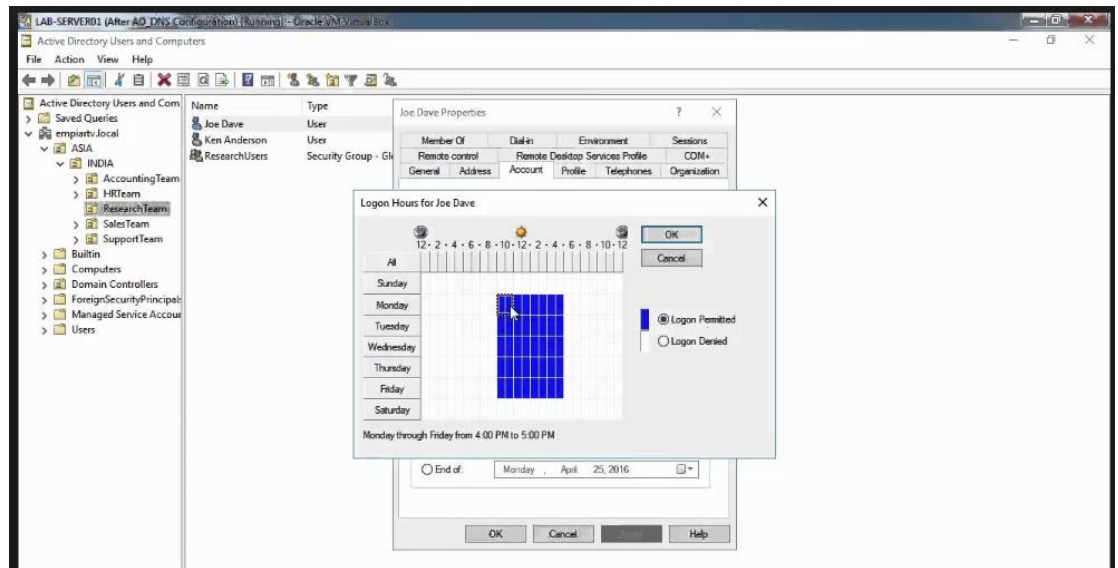 LAB-SERVER01 (After AD_DNS Configuration) [Running] - Oracle VM VirtualBox
Active Directory Users and Computers
File Action View Help
Active Directory Users and Com
Saved Queries
empiartv.local
ASIA
INDIA
AccountingTeam
HRTeam
ResearchTeam
SalesTeam
SupportTeam
Builtin
Computers
Domain Controllers
ForeignSecurityPrincipals
Managed Service Accou
Users
Name Type
Joe Dave User
Ken Anderson User
ResearchUsers Security Group - Gl
Joe Dave Properties
Member Of Dial-in Environment Sessions
Remote control Remote Desktop Services Profile COM+
General Address Account Profile Telephones Organization
Logon Hours for Joe Dave
12 · 2 · 4 · 6 · 8 · 10 · 12 · 2 · 4 · 6 · 8 · 10 · 12
All
Sunday
Monday
Tuesday
Wednesday
Thursday
Friday
Saturday
OK
Cancel
Logon Permitted
Logon Denied
Monday through Friday from 4:00 PM to 5:00 PM
End of: Monday , April 25, 2016
OK Cancel Apply Help